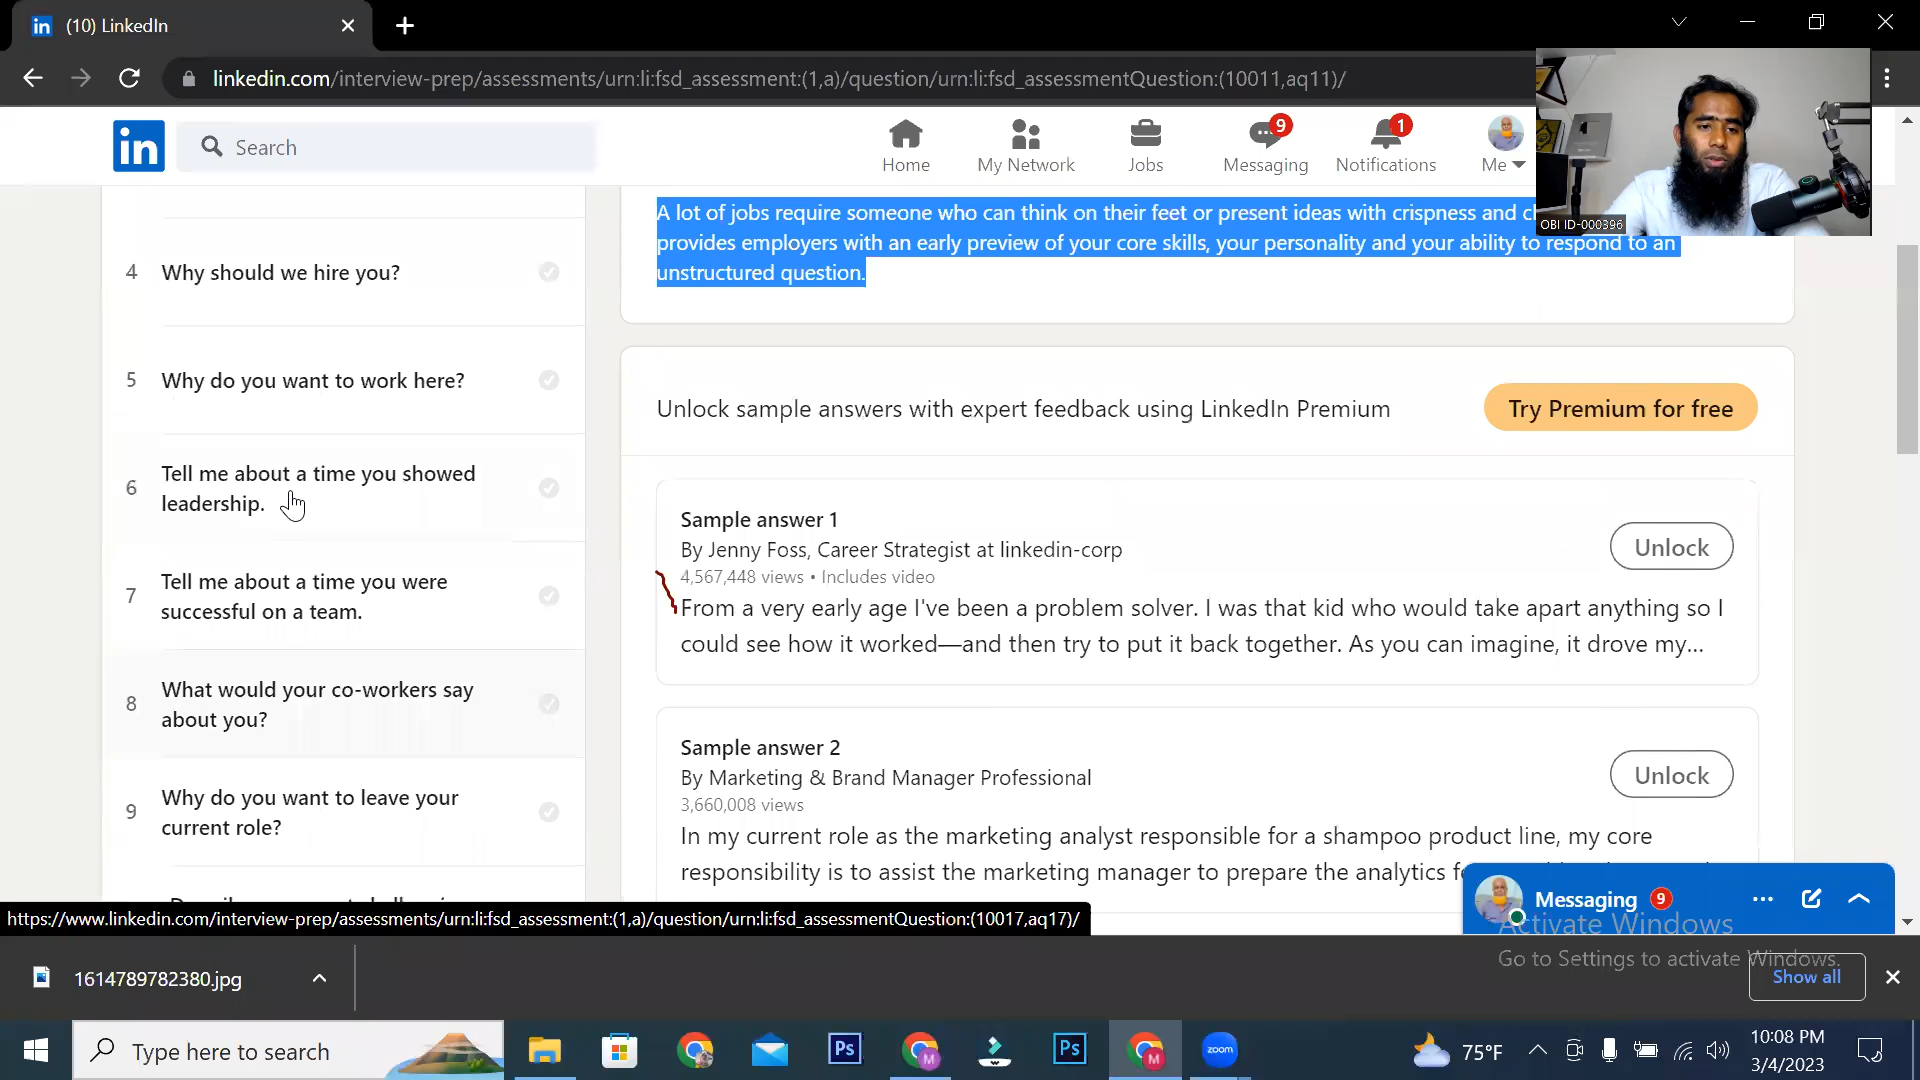 (10) LinkedIn
linkedin.com/interview-prep/assessments/urn:li:fsd_assessment:(1,a)/question/urn:li:fsd_assessmentQuestion:(10011,aq11)/
in
Search
Home
My Network
Jobs
9
Messaging
1
Notifications
Me
OBI ID-000396
A lot of jobs require someone who can think on their feet or present ideas with crispness and
provides employers with an early preview of your core skills, your personality and your ability to respond to an
unstructured question.
4 Why should we hire you?
5 Why do you want to work here?
6 Tell me about a time you showed
leadership.
7 Tell me about a time you were
successful on a team.
8 What would your co-workers say
about you?
9 Why do you want to leave your
current role?
Unlock sample answers with expert feedback using LinkedIn Premium
Try Premium for free
Sample answer 1
By Jenny Foss, Career Strategist at linkedin-corp
4,567,448 views • Includes video
Unlock
From a very early age I've been a problem solver. I was that kid who would take apart anything so I
could see how it worked—and then try to put it back together. As you can imagine, it drove my...
Sample answer 2
By Marketing & Brand Manager Professional
3,660,008 views
Unlock
In my current role as the marketing analyst responsible for a shampoo product line, my core
responsibility is to assist the marketing manager to prepare the analytics
Messaging 9
https://www.linkedin.com/interview-prep/assessments/urn:li:fsd_assessment:(1,a)/question/urn:li:fsd_assessmentQuestion:(10017,aq17)/
Activate Windows
Go to Settings to activate Windows.
1614789782380.jpg
Show all
Type here to search
Ps
M
Ps
M
zoom
75°F
10:08 PM
3/4/2023